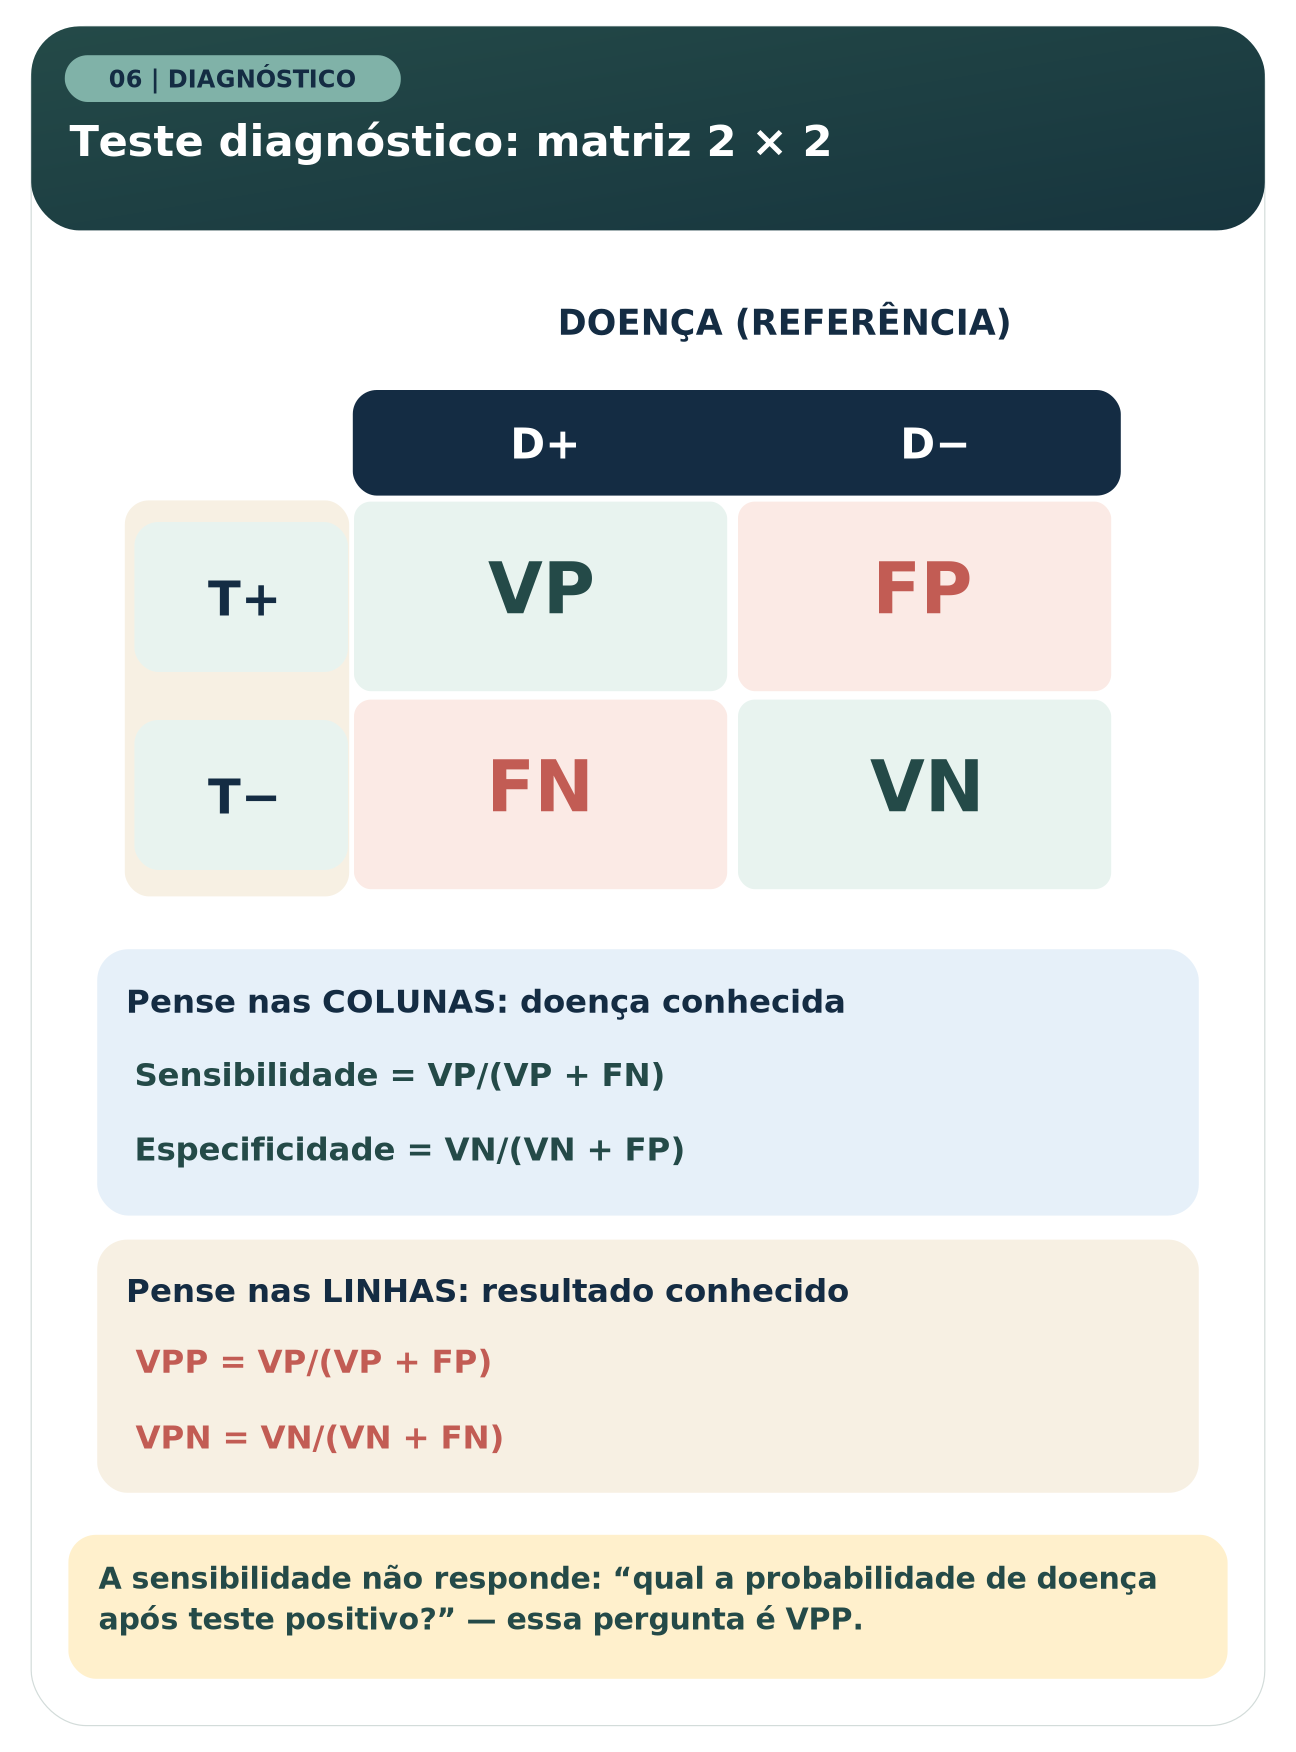 06 | DIAGNÓSTICO
Teste diagnóstico: matriz 2 × 2
DOENÇA (REFERÊNCIA)
D+ D−
T+ VP FP
T− FN VN
Pense nas COLUNAS: doença conhecida
Sensibilidade = VP/(VP + FN)
Especificidade = VN/(VN + FP)
Pense nas LINHAS: resultado conhecido
VPP = VP/(VP + FP)
VPN = VN/(VN + FN)
A sensibilidade não responde: “qual a probabilidade de doença
após teste positivo?” — essa pergunta é VPP.